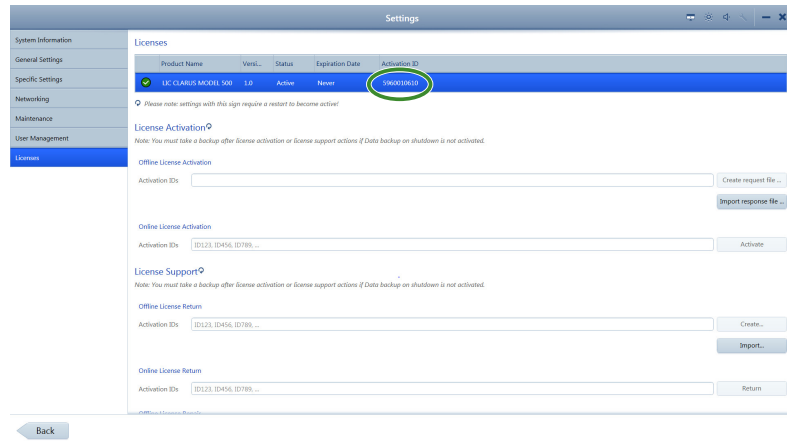 Settings
System Information
General Settings
Specific Settings
Networking
Maintenance
User Management
Licenses
Licenses
Product Name Versi... Status Expiration Date Activation ID
LIC CLARUS MODEL 500 1.0 Active Never 5960010610
Please note: settings with this sign require a restart to become active!
License Activation
Note: You must take a backup after license activation or license support actions if Data backup on shutdown is not activated.
Offline License Activation
Activation IDs Create request file ...
Import response file ...
Online License Activation
Activation IDs ID123, ID456, ID789, ... Activate
License Support
Note: You must take a backup after license activation or license support actions if Data backup on shutdown is not activated.
Offline License Return
Activation IDs ID123, ID456, ID789, ... Create...
Import...
Online License Return
Activation IDs ID123, ID456, ID789, ... Return
Offline License Repair
Back